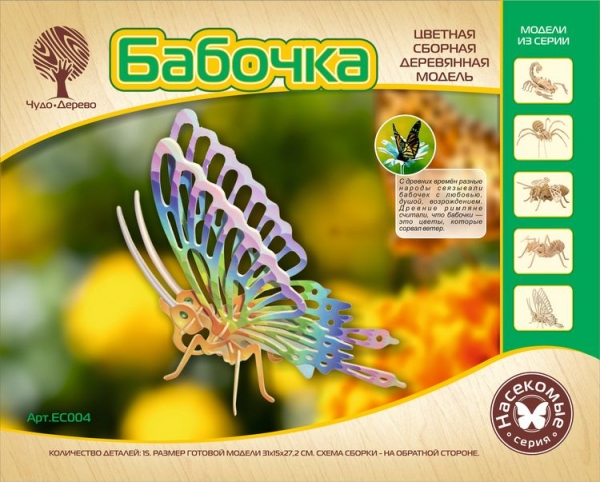 Чудо-Дерево
Бабочка
ЦВЕТНАЯ
СБОРНАЯ
ДЕРЕВЯННАЯ
МОДЕЛЬ
МОДЕЛИ
ИЗ СЕРИИ
С древних времён разные
народы связывали
бабочек с любовью,
душой, возрождением.
Древние римляне
считали, что бабочки —
это цветы, которые
сорвал ветер.
Арт.ЕС004
Насекомые
серия
КОЛИЧЕСТВО ДЕТАЛЕЙ: 15. РАЗМЕР ГОТОВОЙ МОДЕЛИ 31х15х27,2 СМ. СХЕМА СБОРКИ - НА ОБРАТНОЙ СТОРОНЕ.